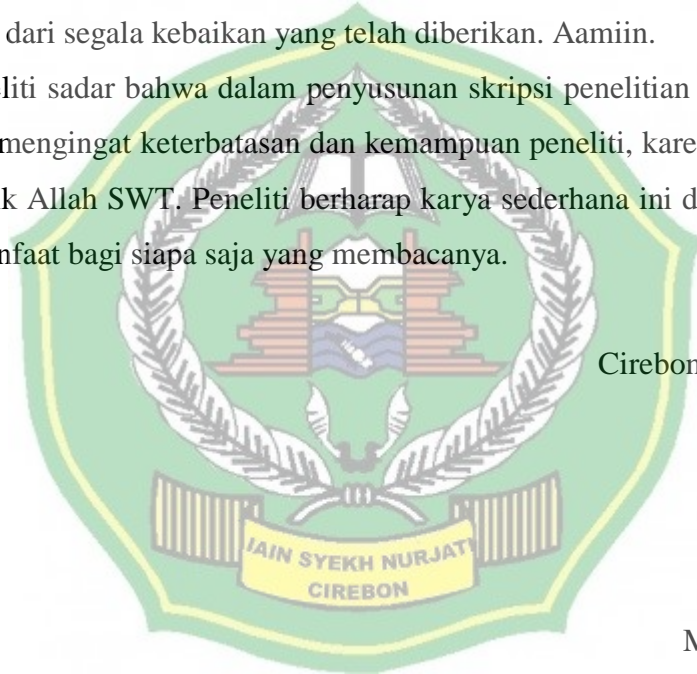 dari segala kebaikan yang telah diberikan. Aamiin.
liti sadar bahwa dalam penyusunan skripsi penelitian
mengingat keterbatasan dan kemampuan peneliti, kare
k Allah SWT. Peneliti berharap karya sederhana ini d
nfaat bagi siapa saja yang membacanya.
Cirebon
IAIN SYEKH NURJATI
CIREBON
M